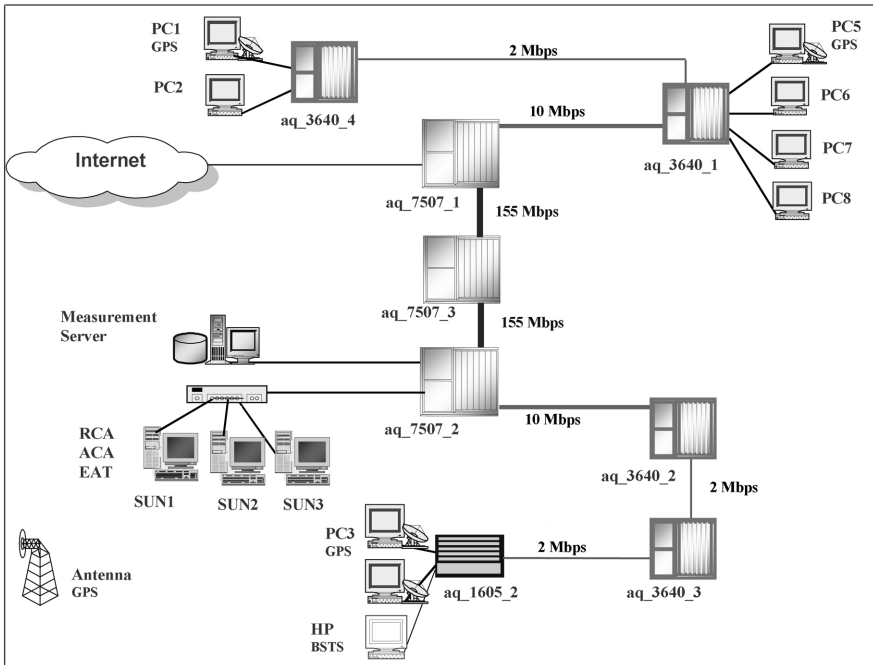 PC1
GPS
PC2
aq_3640_4
2 Mbps
PC5
GPS
PC6
PC7
PC8
10 Mbps
aq_3640_1
Internet
aq_7507_1
155 Mbps
aq_7507_3
155 Mbps
Measurement
Server
aq_7507_2
10 Mbps
RCA
ACA
EAT
SUN1
SUN2
SUN3
aq_3640_2
2 Mbps
PC3
GPS
2 Mbps
aq_1605_2
aq_3640_3
Antenna
GPS
HP
BSTS